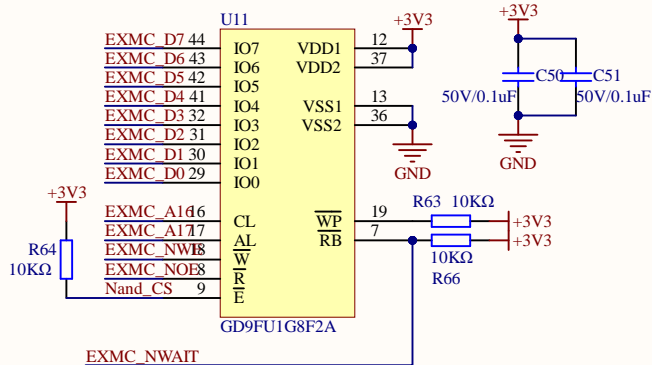 U11
+3V3
+3V3
EXMC_D7 44 IO7 VDD1 12
EXMC_D6 43 IO6 VDD2 37
EXMC_D5 42 IO5
EXMC_D4 41 IO4 VSS1 13
EXMC_D3 32 IO3 VSS2 36
EXMC_D2 31 IO2
EXMC_D1 30 IO1
EXMC_D0 29 IO0
C50 C51
50V/0.1uF 50V/0.1uF
GND
GND
+3V3
R64
10KΩ
EXMC_A16 16 CL WP 19 R63 10KΩ +3V3
EXMC_A17 17 AL RB 7 +3V3
10KΩ
R66
EXMC_NWE 18 W
EXMC_NOE 8 R
Nand_CS 9 E
GD9FU1G8F2A
EXMC_NWAIT